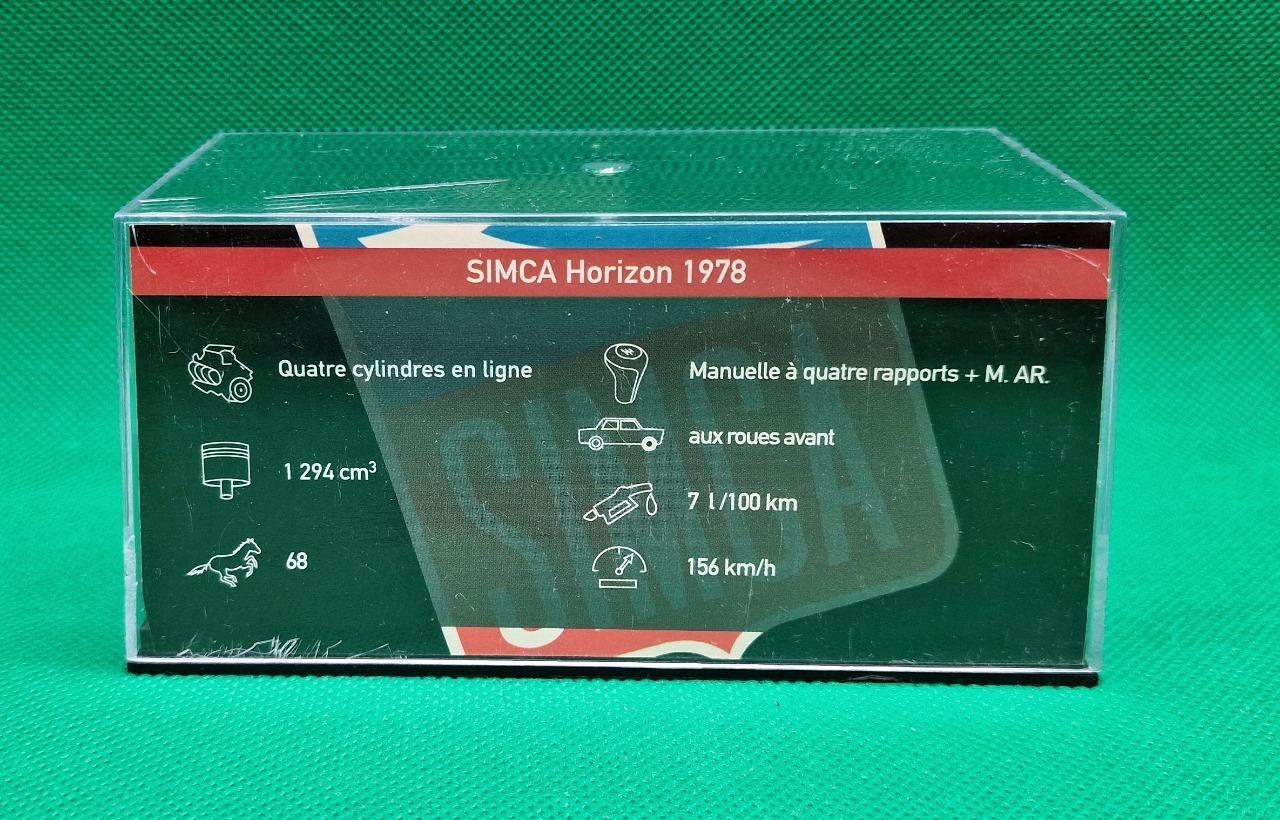 SIMCA Horizon 1978
Quatre cylindres en ligne
1 294 cm³
68
Manuelle à quatre rapports + M. AR.
aux roues avant
7 l/100 km
156 km/h
SIMCA